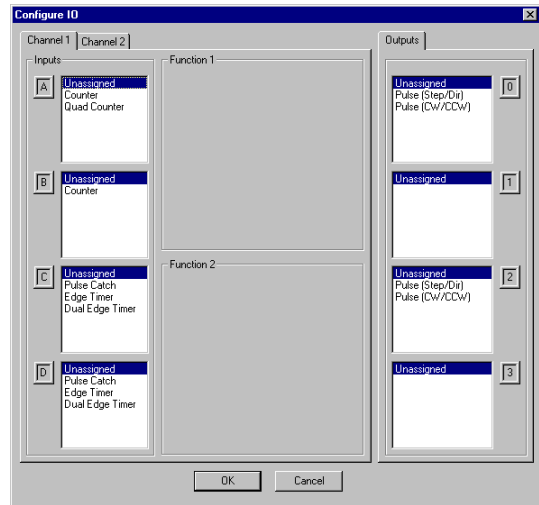 Configure IO
Channel 1
Channel 2
Inputs
A
Unassigned
Counter
Quad Counter
B
Unassigned
Counter
C
Unassigned
Pulse Catch
Edge Timer
Dual Edge Timer
D
Unassigned
Pulse Catch
Edge Timer
Dual Edge Timer
Function 1
Function 2
Outputs
Unassigned
Pulse (Step/Dir)
Pulse (CW/CCW)
0
Unassigned
1
Unassigned
Pulse (Step/Dir)
Pulse (CW/CCW)
2
Unassigned
3
OK
Cancel